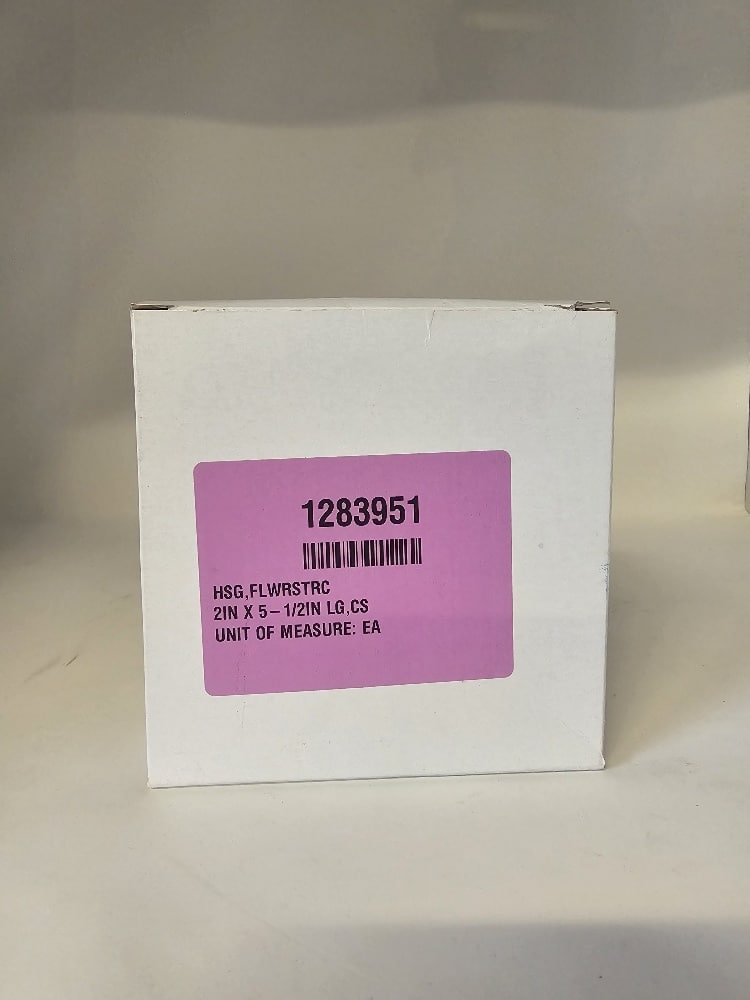 1283951
HSG,FLWRSTRC
2IN X 5-1/2IN LG,CS
UNIT OF MEASURE: EA